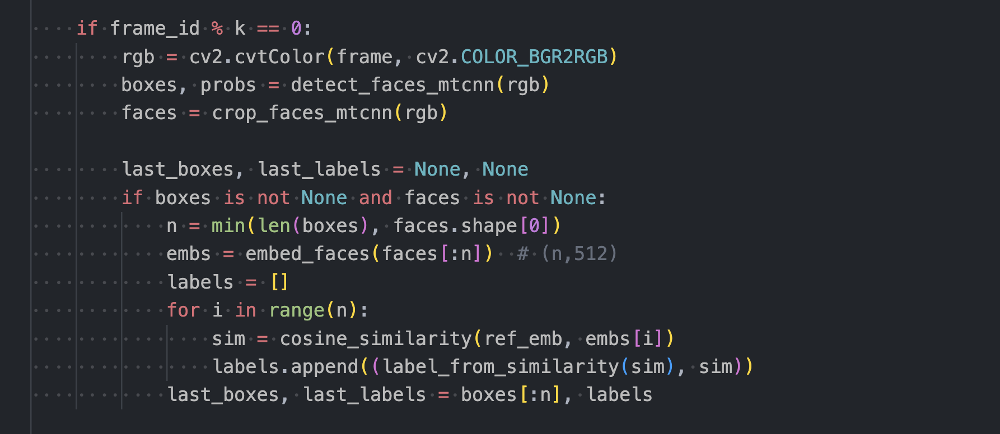 if frame_id % k == 0:
rgb = cv2.cvtColor(frame, cv2.COLOR_BGR2RGB)
boxes, probs = detect_faces_mtcnn(rgb)
faces = crop_faces_mtcnn(rgb)
last_boxes, last_labels = None, None
if boxes is not None and faces is not None:
n = min(len(boxes), faces.shape[0])
embs = embed_faces(faces[:n])  # (n,512)
labels = []
for i in range(n):
sim = cosine_similarity(ref_emb, embs[i])
labels.append((label_from_similarity(sim), sim))
last_boxes, last_labels = boxes[:n], labels